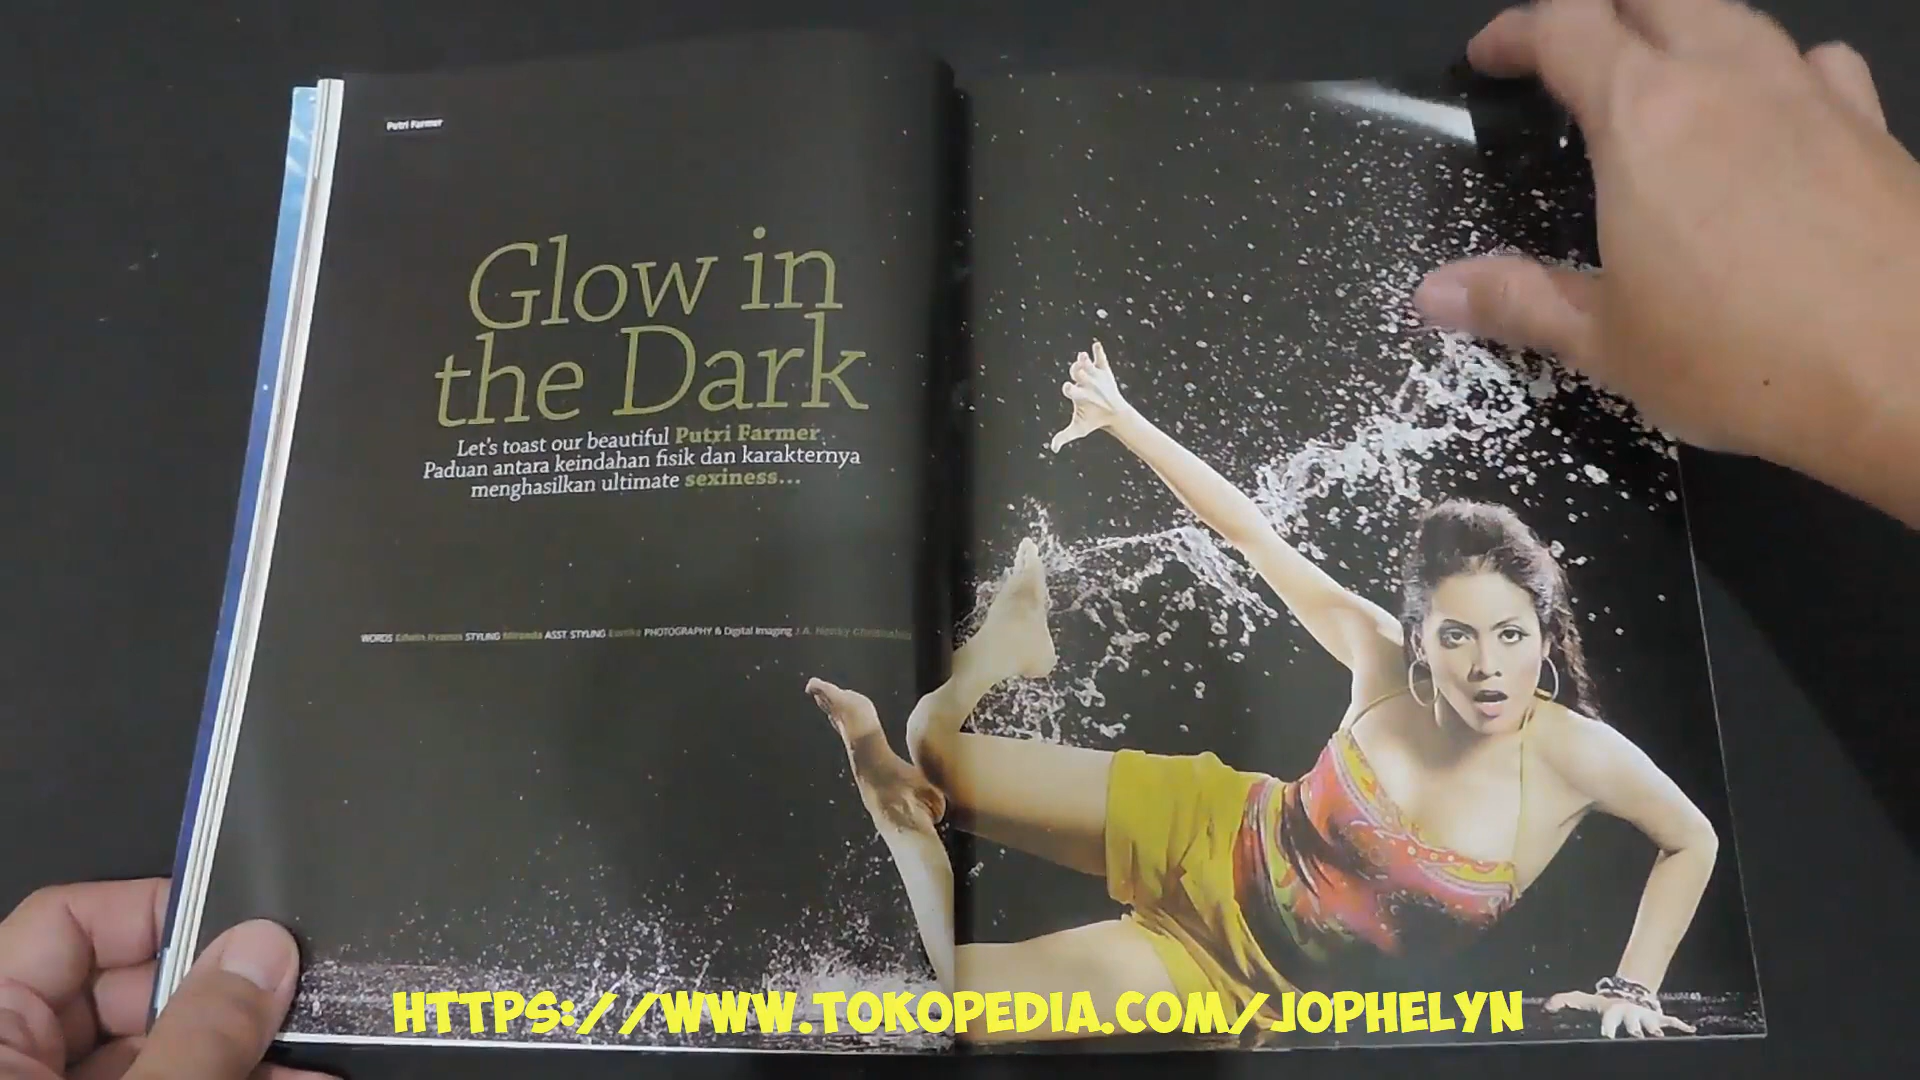 Putri Farmer
Glow in
the Dark
Let's toast our beautiful Putri Farmer
Paduan antara keindahan fisik dan karakternya
menghasilkan ultimate sexiness...
WORDS STYLING Miranda ASST. STYLING PHOTOGRAPHY & Digital Imaging
HTTPS://WWW.TOKOPEDIA.COM/JOPHELYN